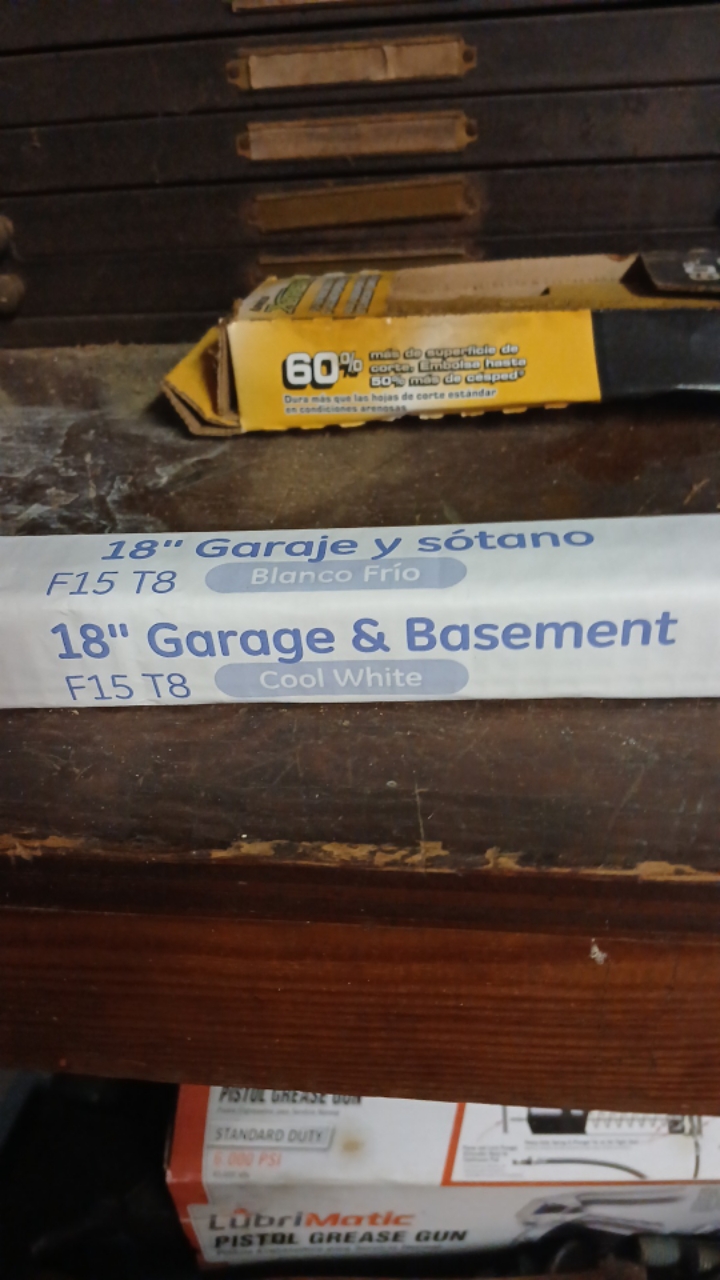 60%
más de superficie de
corte. Embolsa hasta
50% más de césped*
Dura más que las hojas de corte estándar
en condiciones arenosas
18" Garaje y sótano
F15 T8 Blanco Frío
18" Garage & Basement
F15 T8 Cool White
PISTOL GREASE GUN
STANDARD DUTY
6,000 PSI
LubriMatic
PISTOL GREASE GUN